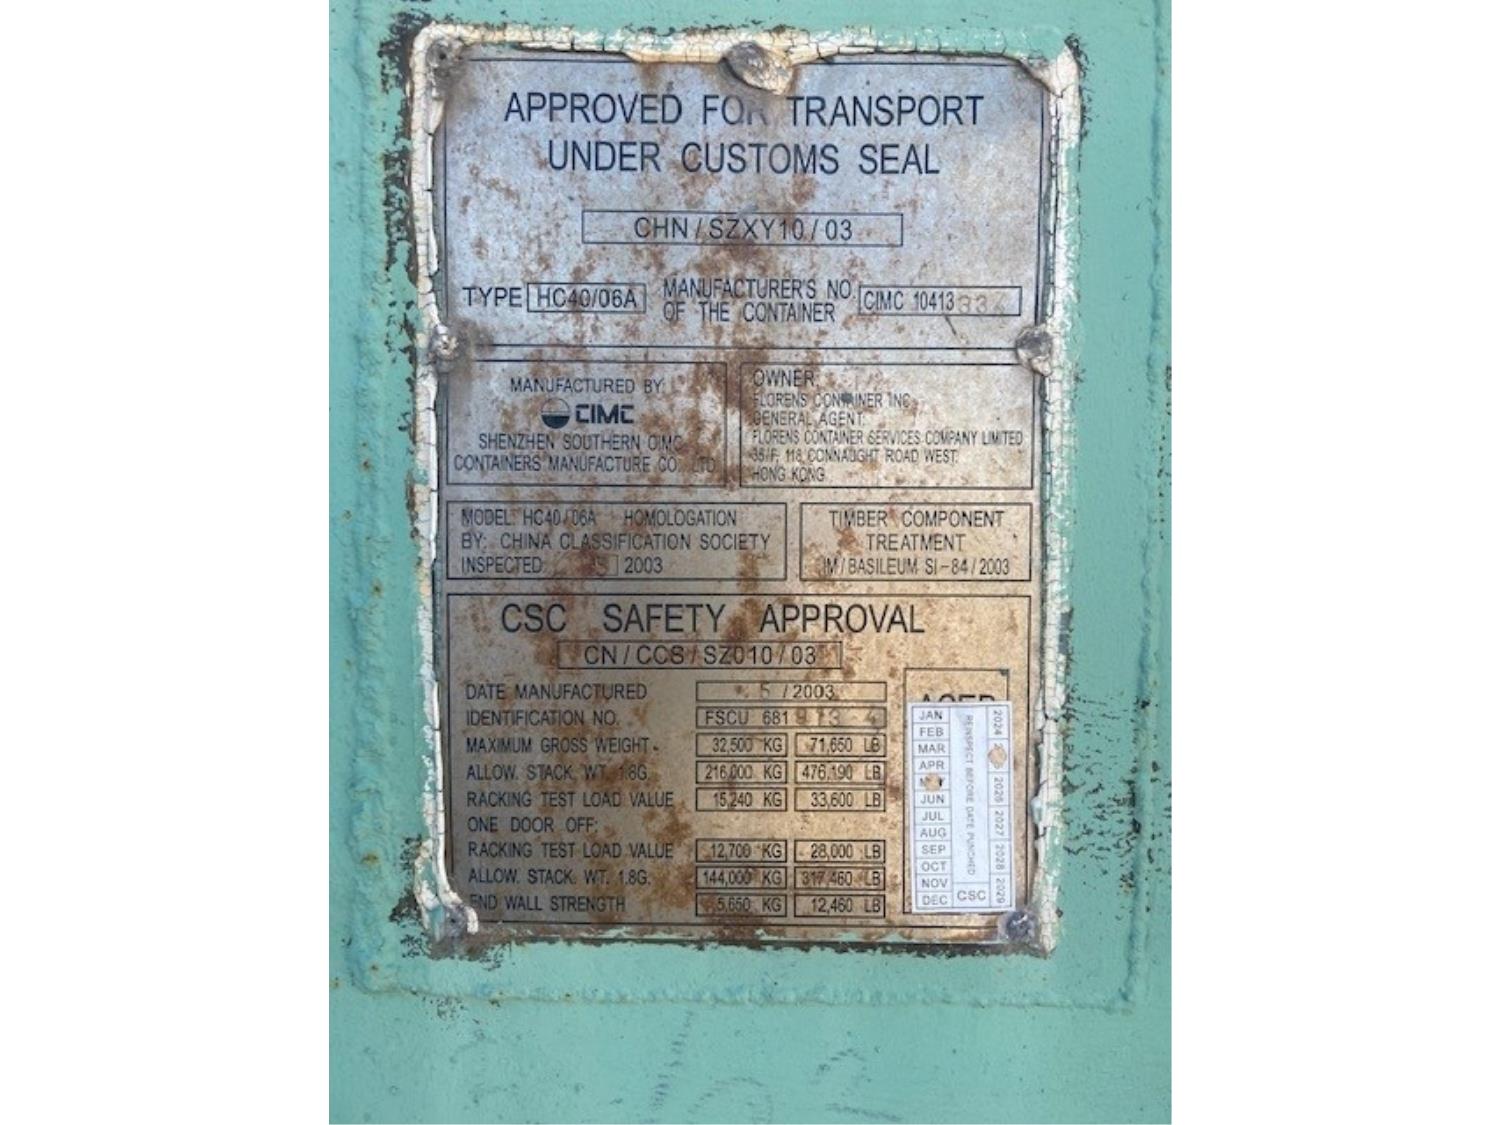 APPROVED FOR TRANSPORT
UNDER CUSTOMS SEAL
CHN / SZXY10 / 03
TYPE HC40/06A MANUFACTURER'S NO. OF THE CONTAINER CIMC 10413
MANUFACTURED BY:
CIMC
SHENZHEN SOUTHERN CIMC
CONTAINERS MANUFACTURE CO., LTD
OWNER:
FLORENS CONTAINER INC
GENERAL AGENT:
FLORENS CONTAINER SERVICES COMPANY LIMITED
35/F, 118 CONNAUGHT ROAD WEST.
HONG KONG
MODEL: HC40/06A HOMOLOGATION
BY: CHINA CLASSIFICATION SOCIETY
INSPECTED: 5 2003
TIMBER COMPONENT
TREATMENT
IM/BASILEUM SI-84/2003
CSC SAFETY APPROVAL
CN / CCS / SZ010 / 03
DATE MANUFACTURED 5 / 2003
IDENTIFICATION NO. FSCU 681
MAXIMUM GROSS WEIGHT 32,500 KG 71,650 LB
ALLOW. STACK. WT. 1.8G. 216,000 KG 476,190 LB
RACKING TEST LOAD VALUE 15,240 KG 33,600 LB
ONE DOOR OFF:
RACKING TEST LOAD VALUE 12,700 KG 28,000 LB
ALLOW. STACK. WT. 1.8G. 144,000 KG 317,460 LB
END WALL STRENGTH 5,650 KG 12,460 LB
JAN
FEB
MAR
APR
JUN
JUL
AUG
SEP
OCT
NOV
DEC
REINSPECT BEFORE DATE PUNCHED
CSC
2024 2026 2027 2028 2029